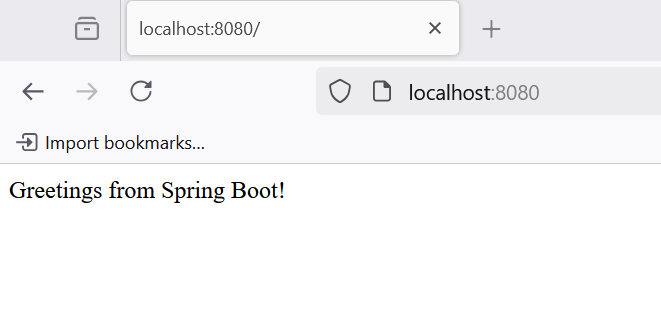 localhost:8080/
localhost:8080
Import bookmarks...
Greetings from Spring Boot!